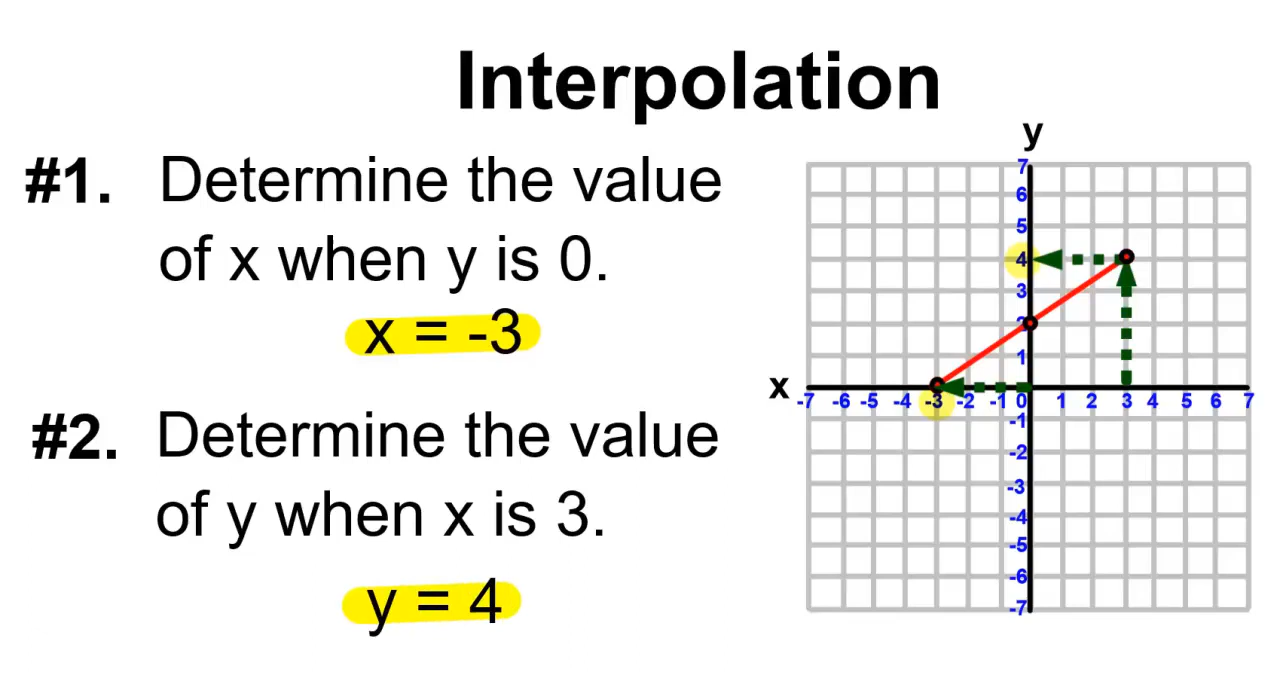 Interpolation
#1. Determine the value
of x when y is 0.
x = -3
#2. Determine the value
of y when x is 3.
y = 4
y
7
6
5
4
3
2
1
x
-7 -6 -5 -4 -3 -2 -1 0 1 2 3 4 5 6 7
-1
-2
-3
-4
-5
-6
-7